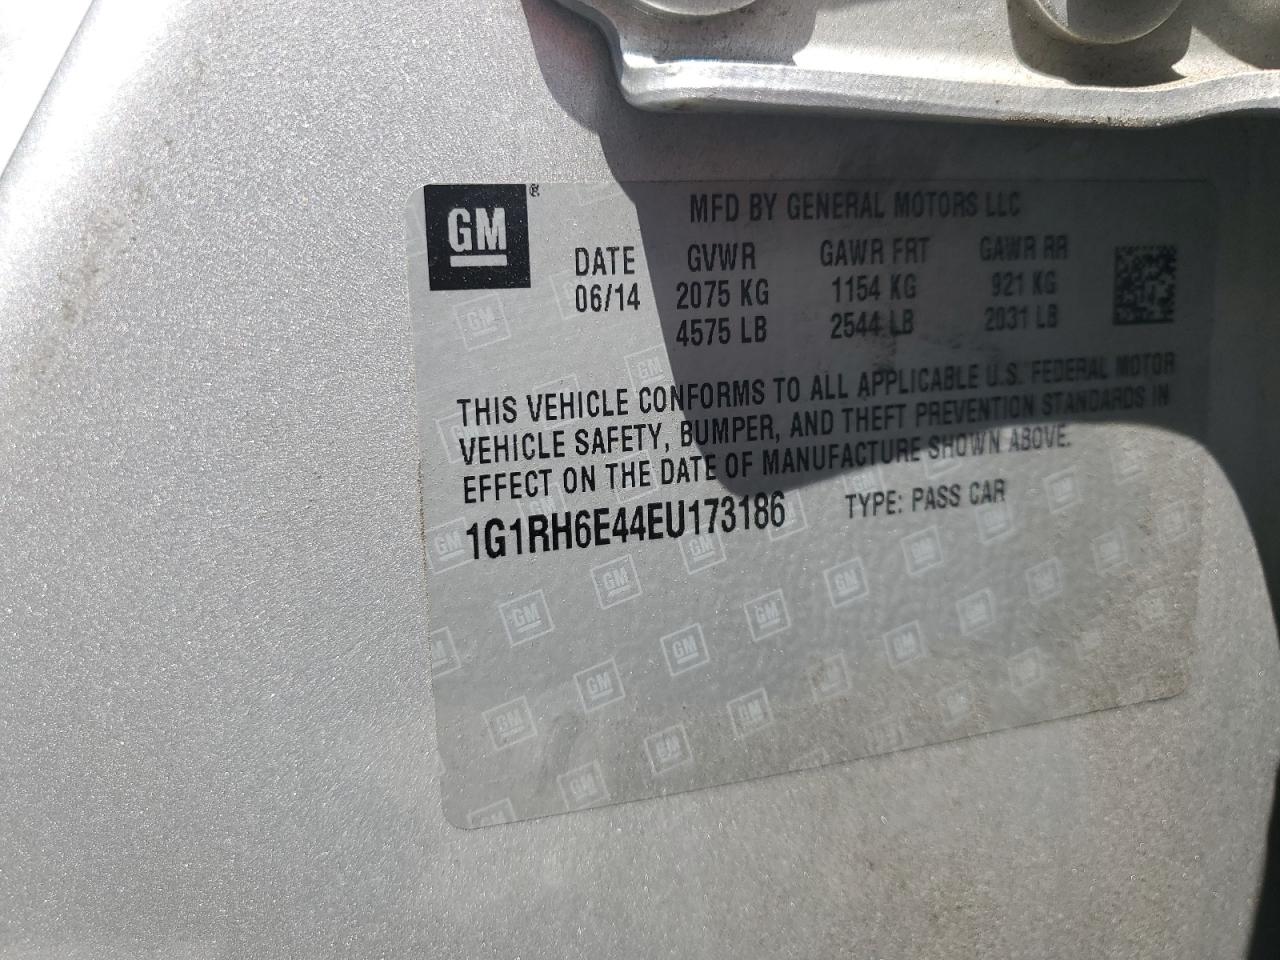 GM ®
MFD BY GENERAL MOTORS LLC
DATE GVWR GAWR FRT GAWR RR
06/14 2075 KG 1154 KG 921 KG
4575 LB 2544 LB 2031 LB
THIS VEHICLE CONFORMS TO ALL APPLICABLE U.S. FEDERAL MOTOR
VEHICLE SAFETY, BUMPER, AND THEFT PREVENTION STANDARDS IN
EFFECT ON THE DATE OF MANUFACTURE SHOWN ABOVE.
1G1RH6E44EU173186 TYPE: PASS CAR